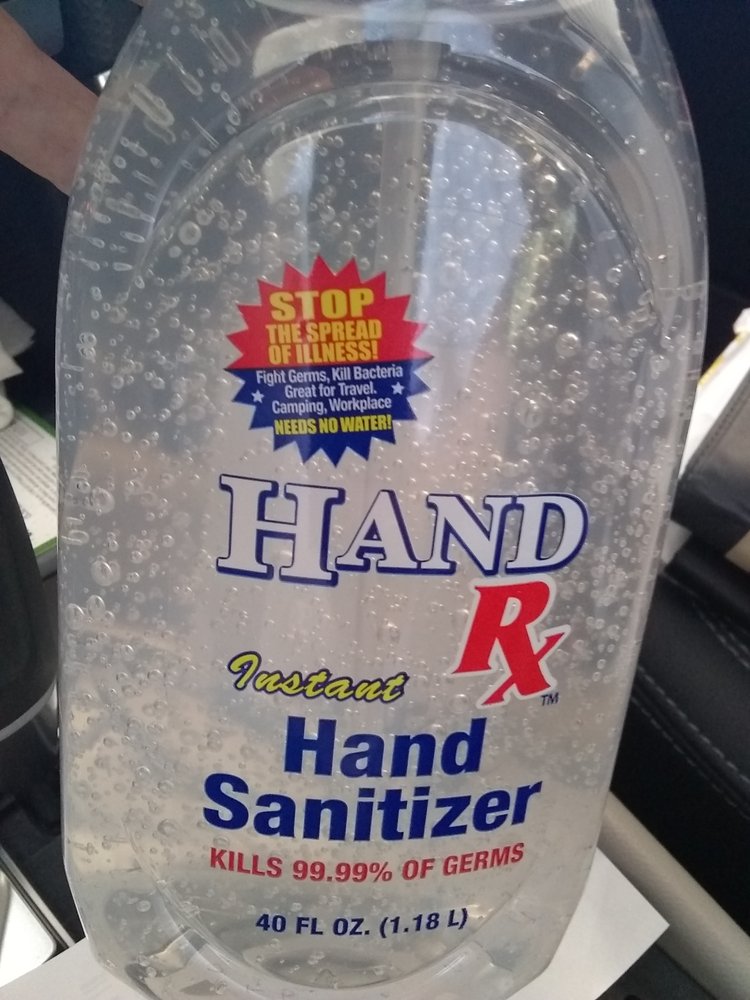 STOP
THE SPREAD
OF ILLNESS!
Fight Germs, Kill Bacteria
Great for Travel.
Camping, Workplace
NEEDS NO WATER!
HAND
Rx TM
Instant
Hand
Sanitizer
KILLS 99.99% OF GERMS
40 FL OZ. (1.18 L)